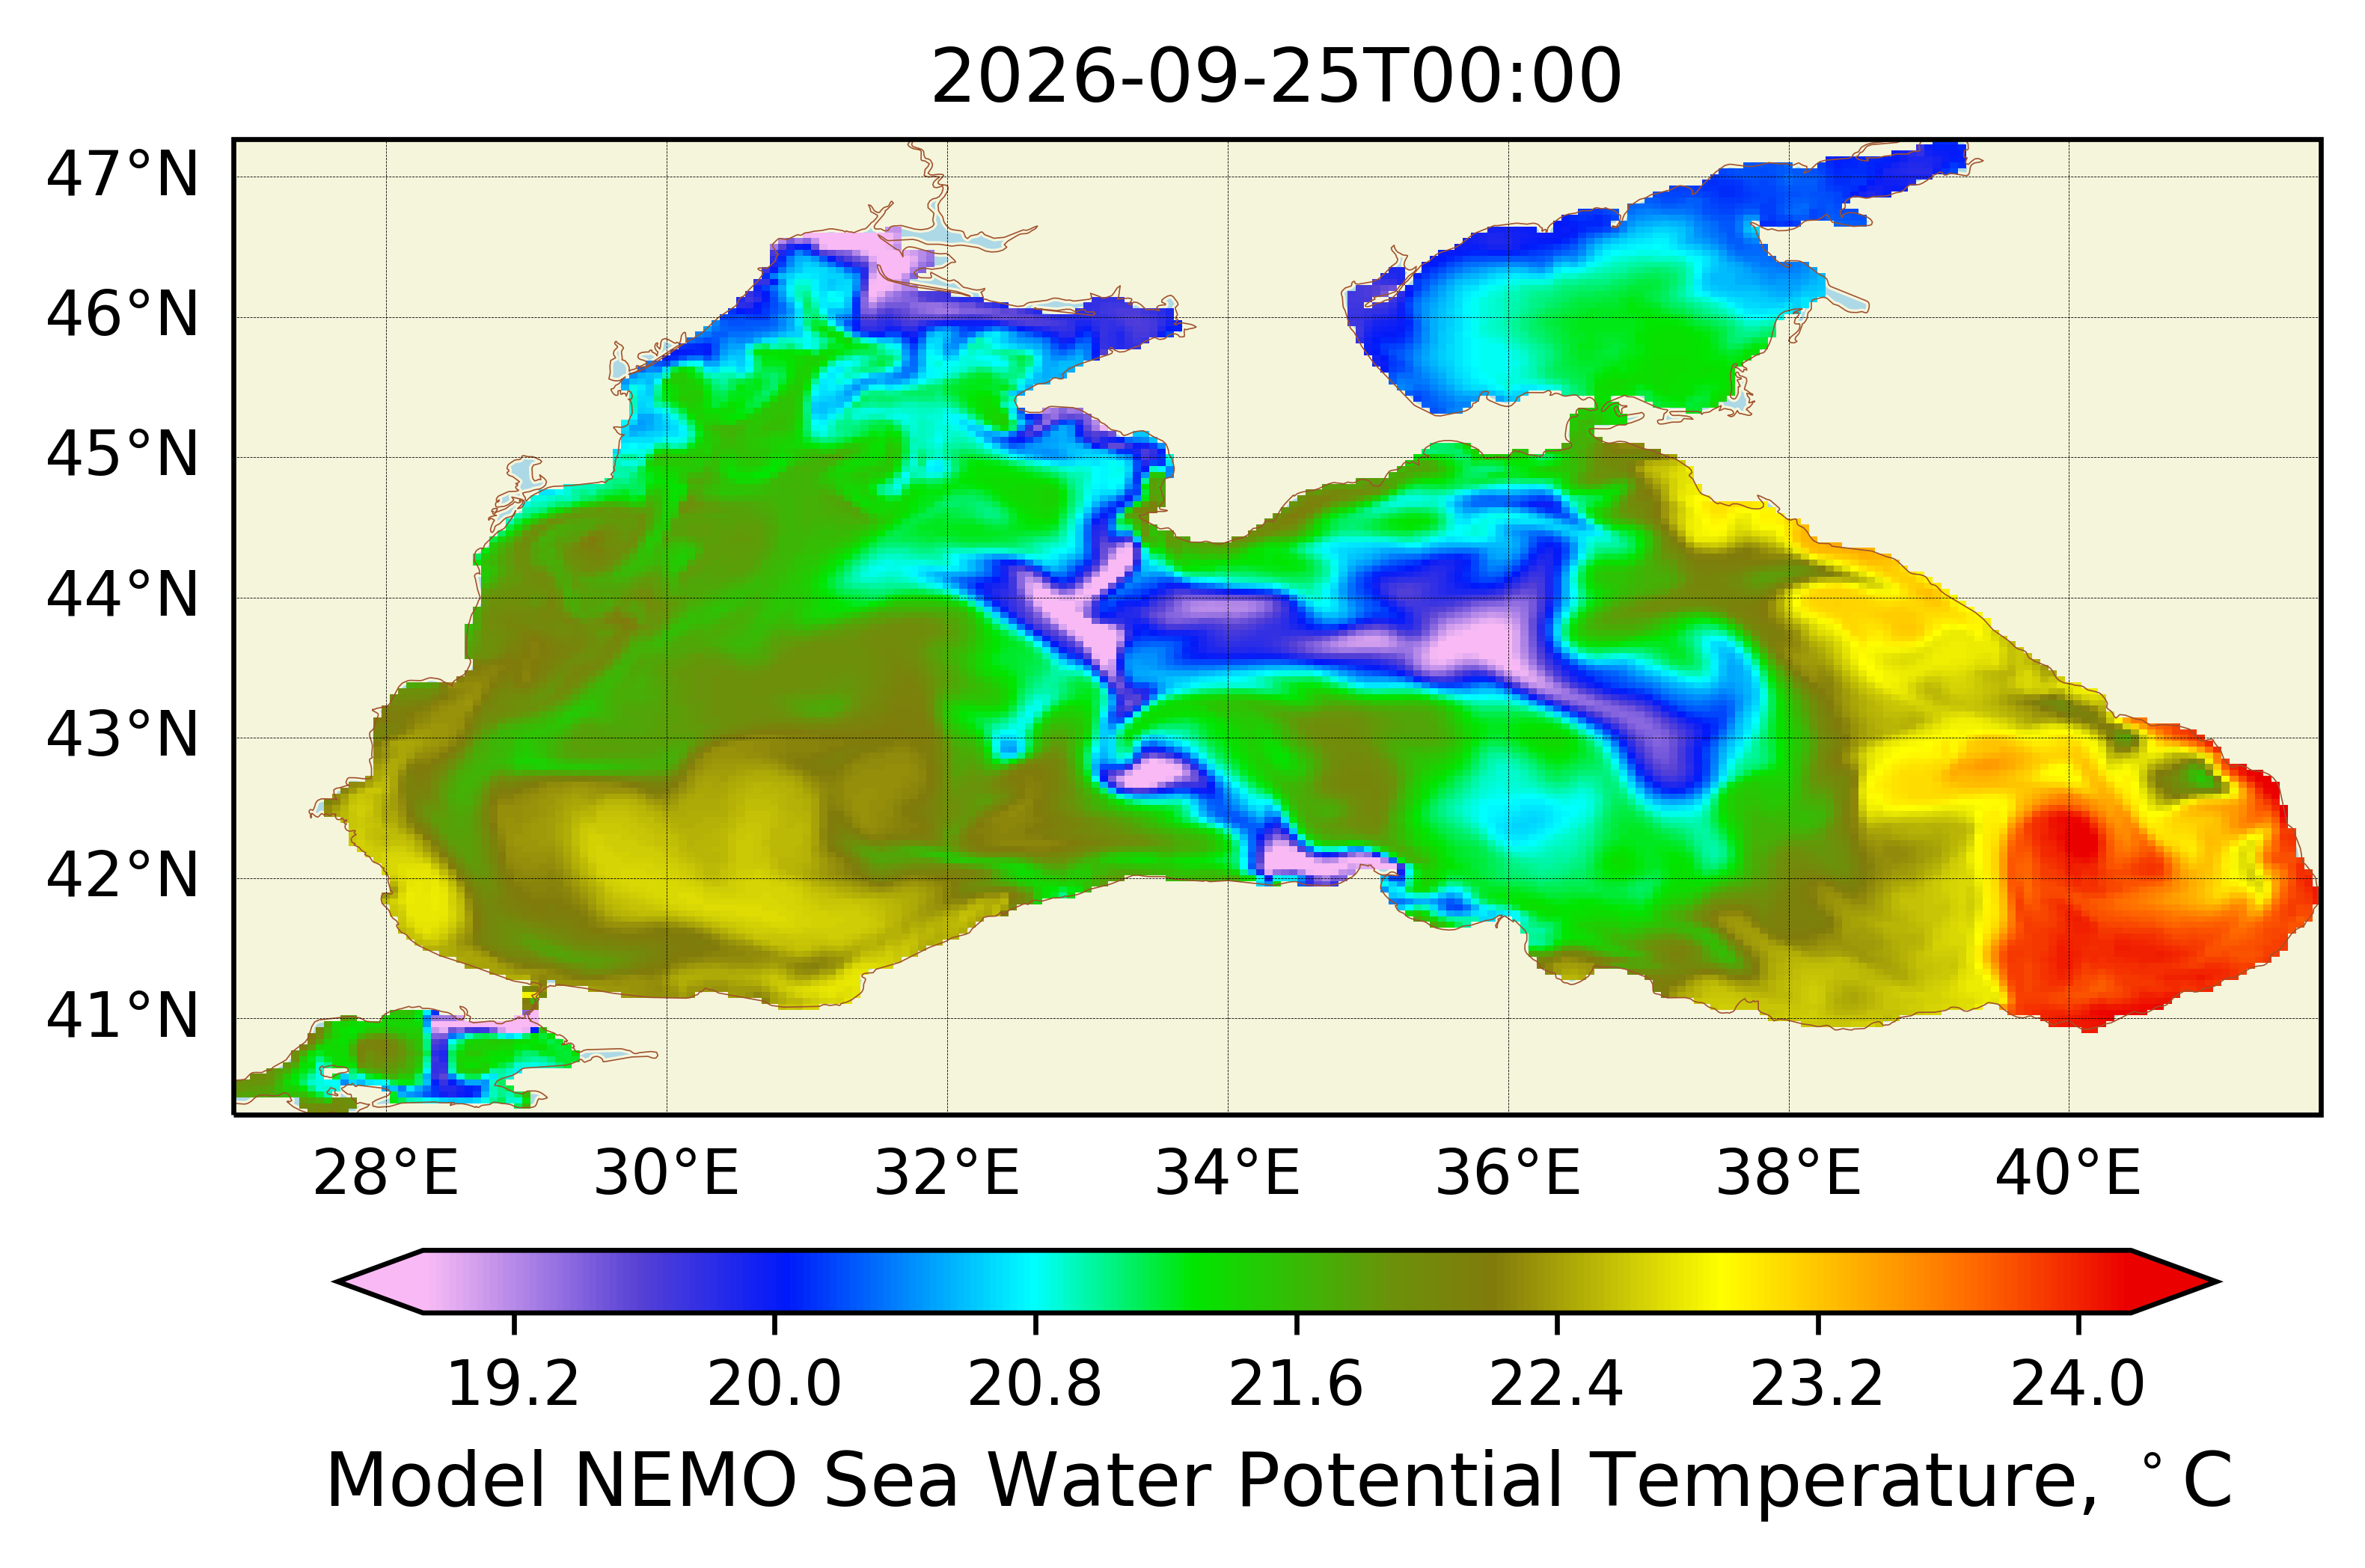 2026-09-25T00:00
47°N
46°N
45°N
44°N
43°N
42°N
41°N
28°E 30°E 32°E 34°E 36°E 38°E 40°E
19.2 20.0 20.8 21.6 22.4 23.2 24.0
Model NEMO Sea Water Potential Temperature, °C